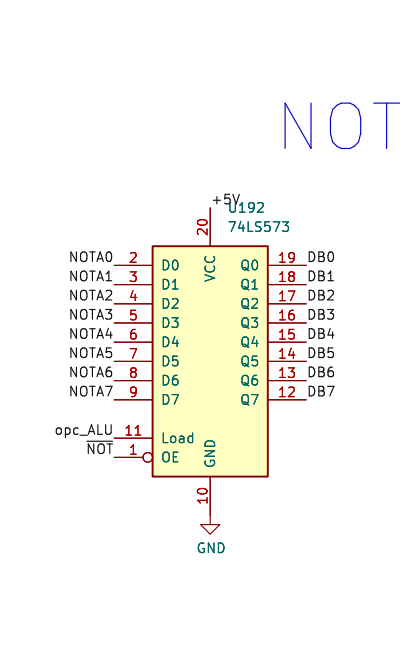 NOT
+5V
U192
74LS573
20
VCC
NOTA0 2 D0 Q0 19 DB0
NOTA1 3 D1 Q1 18 DB1
NOTA2 4 D2 Q2 17 DB2
NOTA3 5 D3 Q3 16 DB3
NOTA4 6 D4 Q4 15 DB4
NOTA5 7 D5 Q5 14 DB5
NOTA6 8 D6 Q6 13 DB6
NOTA7 9 D7 Q7 12 DB7
opc_ALU 11 Load
NOT 1 OE
GND
10
GND